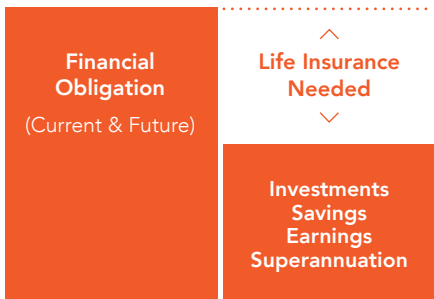 Financial
Obligation
(Current & Future)
Life Insurance
Needed
Investments
Savings
Earnings
Superannuation